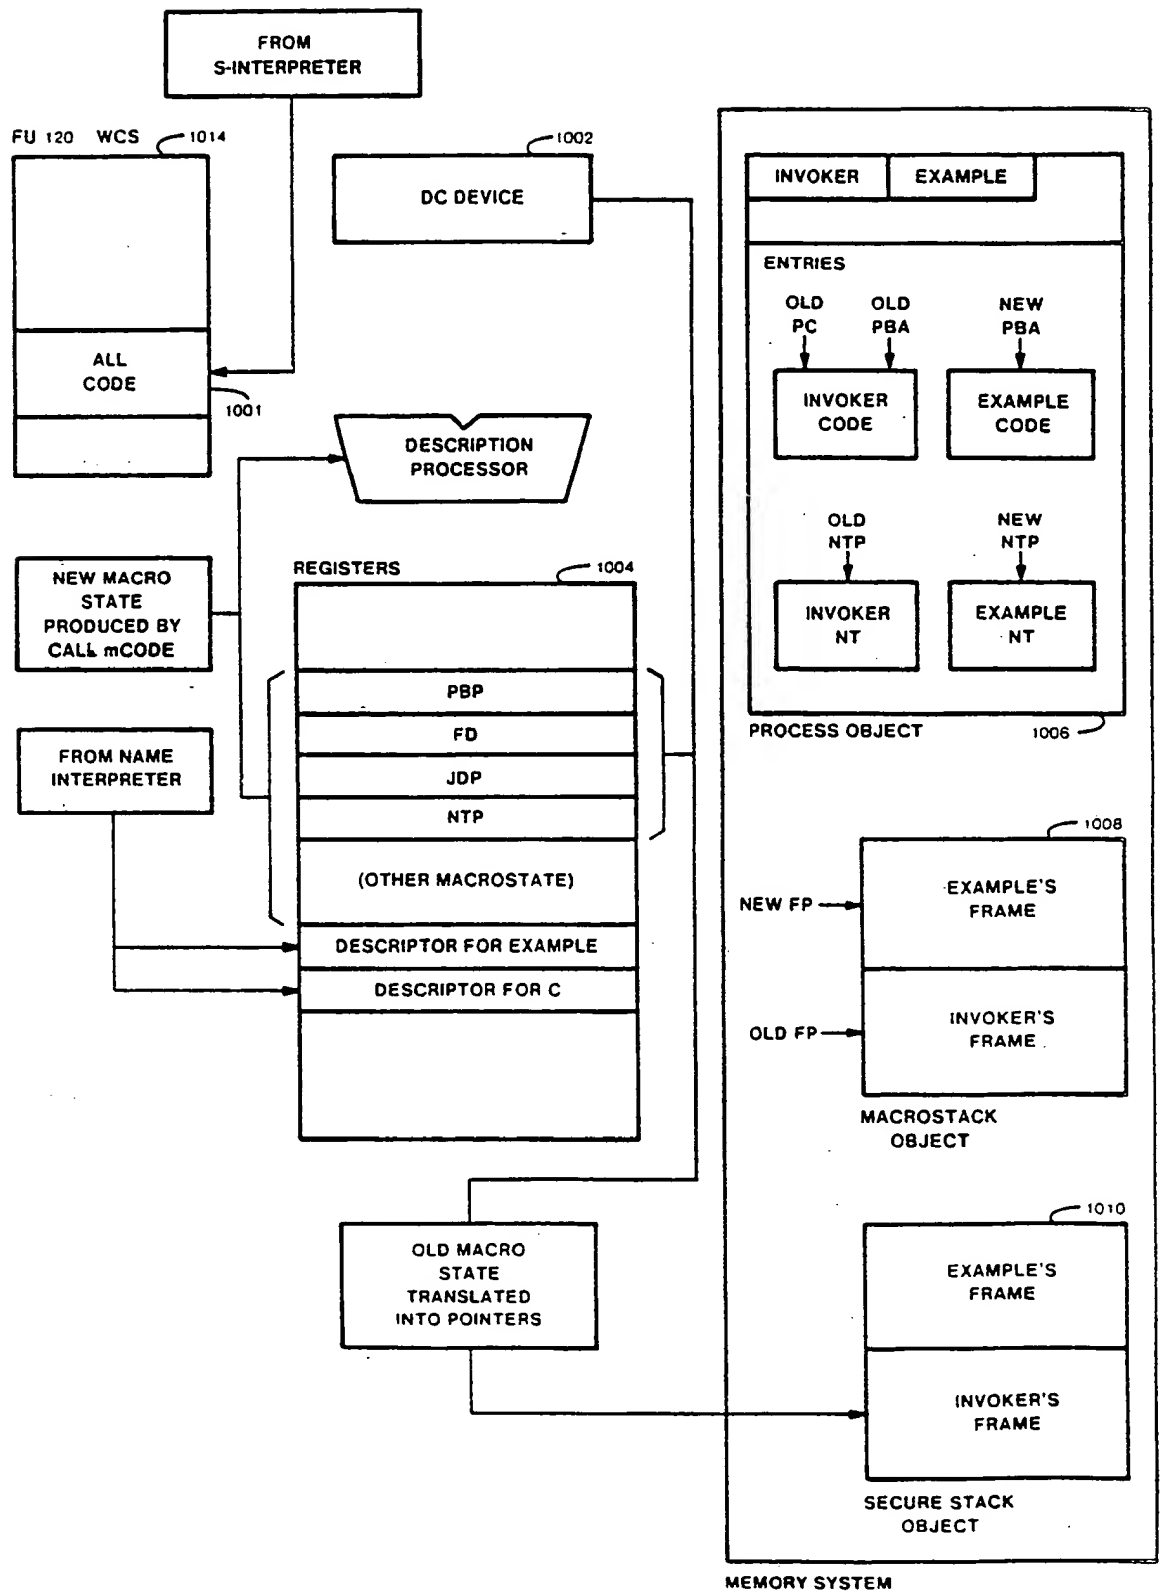 FROM
S-INTERPRETER
FU 120 WCS 1014
ALL
CODE
1001
1002
DC DEVICE
DESCRIPTION
PROCESSOR
NEW MACRO
STATE
PRODUCED BY
CALL mCODE
FROM NAME
INTERPRETER
REGISTERS
1004
PBP
FD
JDP
NTP
(OTHER MACROSTATE)
DESCRIPTOR FOR EXAMPLE
DESCRIPTOR FOR C
OLD MACRO
STATE
TRANSLATED
INTO POINTERS
INVOKER
EXAMPLE
ENTRIES
OLD
PC
OLD
PBA
NEW
PBA
INVOKER
CODE
EXAMPLE
CODE
OLD
NTP
NEW
NTP
INVOKER
NT
EXAMPLE
NT
PROCESS OBJECT
1006
1008
NEW FP
EXAMPLE'S
FRAME
OLD FP
INVOKER'S
FRAME
MACROSTACK
OBJECT
1010
EXAMPLE'S
FRAME
INVOKER'S
FRAME
SECURE STACK
OBJECT
MEMORY SYSTEM